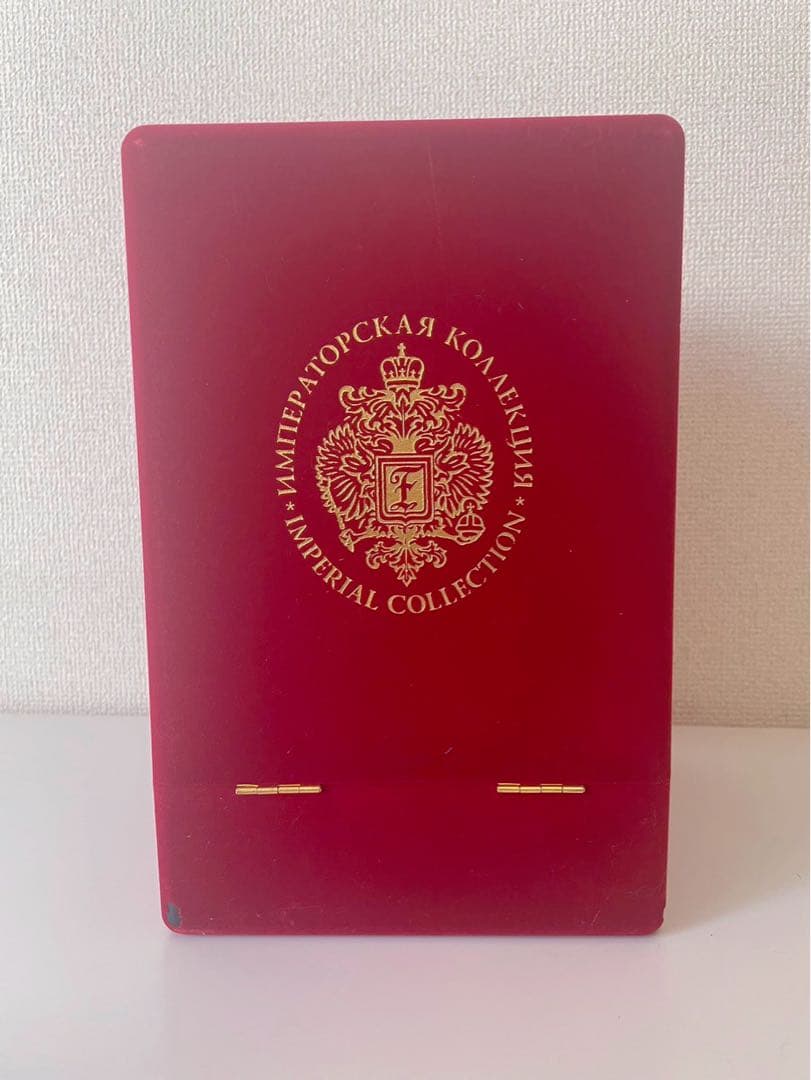 ИМПЕРАТОРСКАЯ КОЛЛЕКЦИЯ
F
* IMPERIAL COLLECTION *